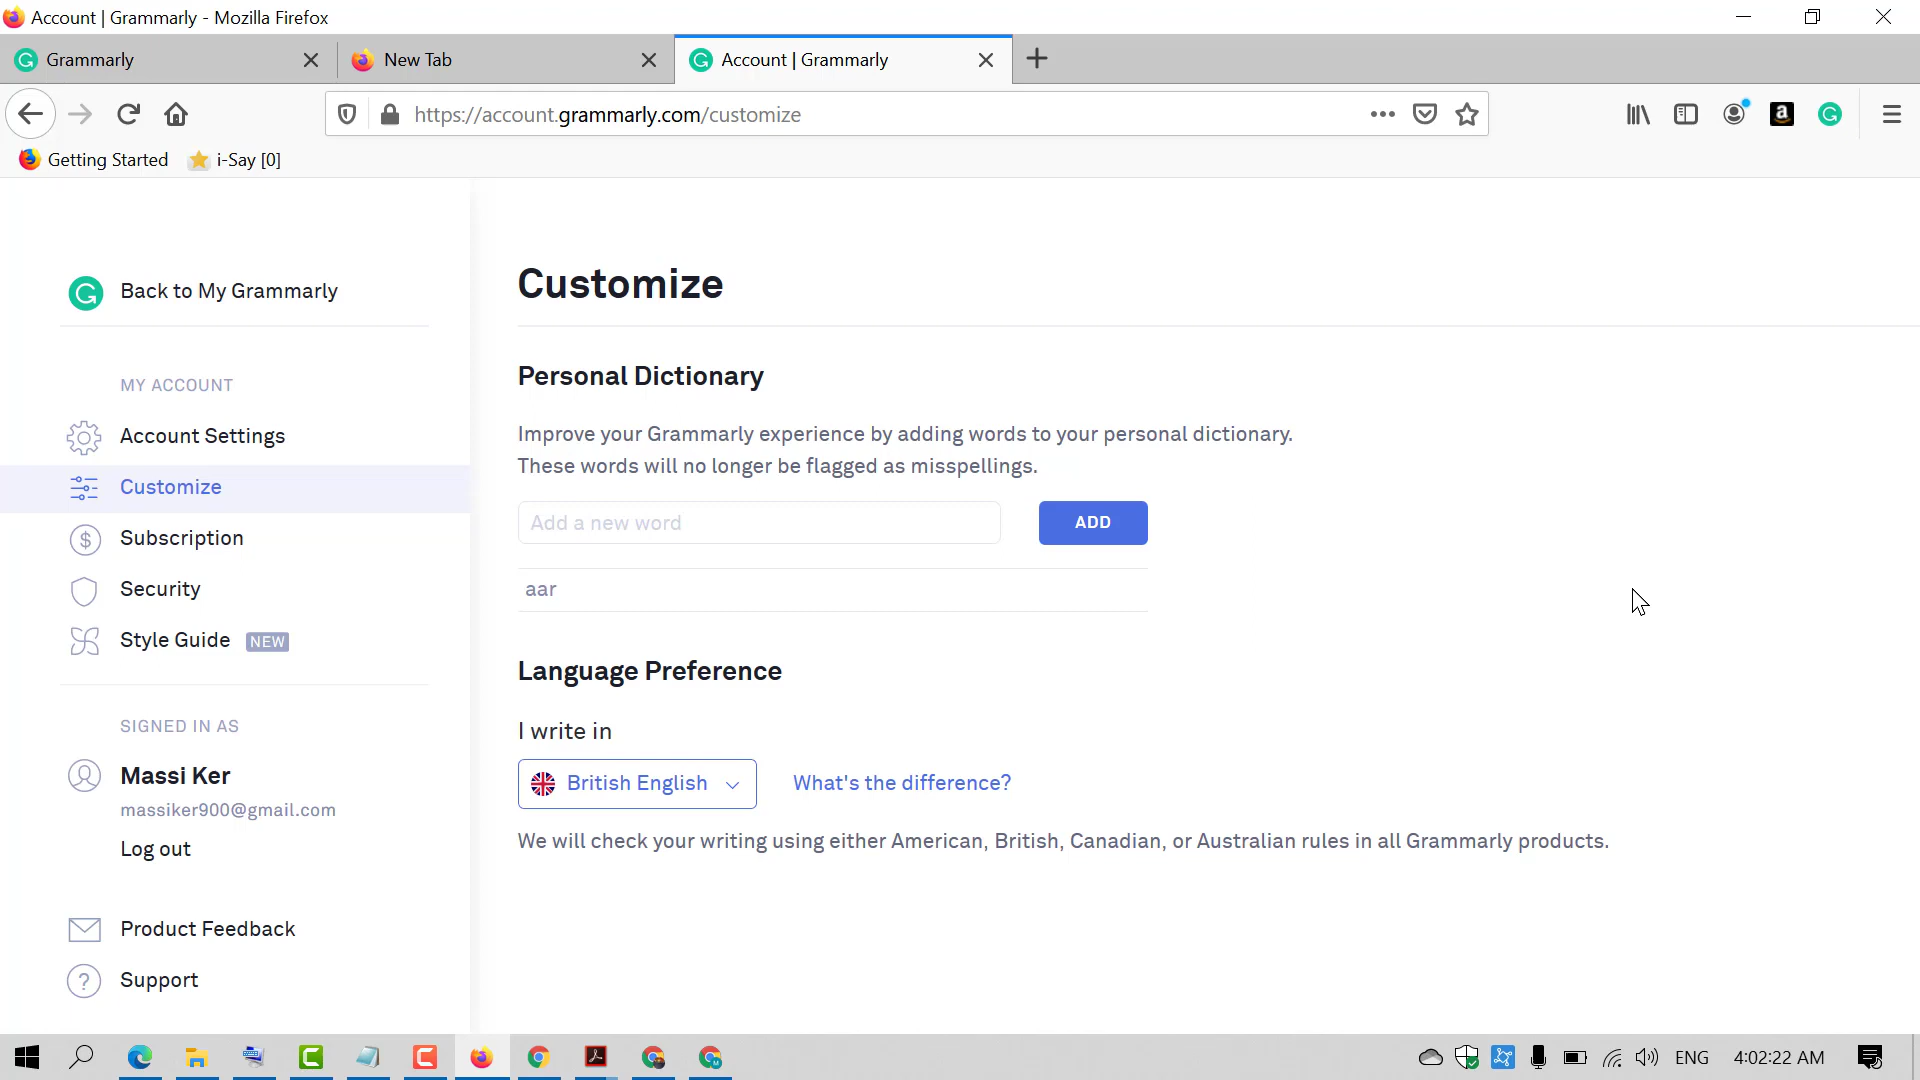 Account | Grammarly - Mozilla Firefox
Grammarly
New Tab
Account | Grammarly
https://account.grammarly.com/customize
Getting Started
i-Say [0]
Back to My Grammarly
MY ACCOUNT
Account Settings
Customize
Subscription
Security
Style Guide NEW
SIGNED IN AS
Massi Ker
massiker900@gmail.com
Log out
Product Feedback
Support
Customize
Personal Dictionary
Improve your Grammarly experience by adding words to your personal dictionary.
These words will no longer be flagged as misspellings.
Add a new word
ADD
aar
Language Preference
I write in
British English
What's the difference?
We will check your writing using either American, British, Canadian, or Australian rules in all Grammarly products.
ENG
4:02:22 AM